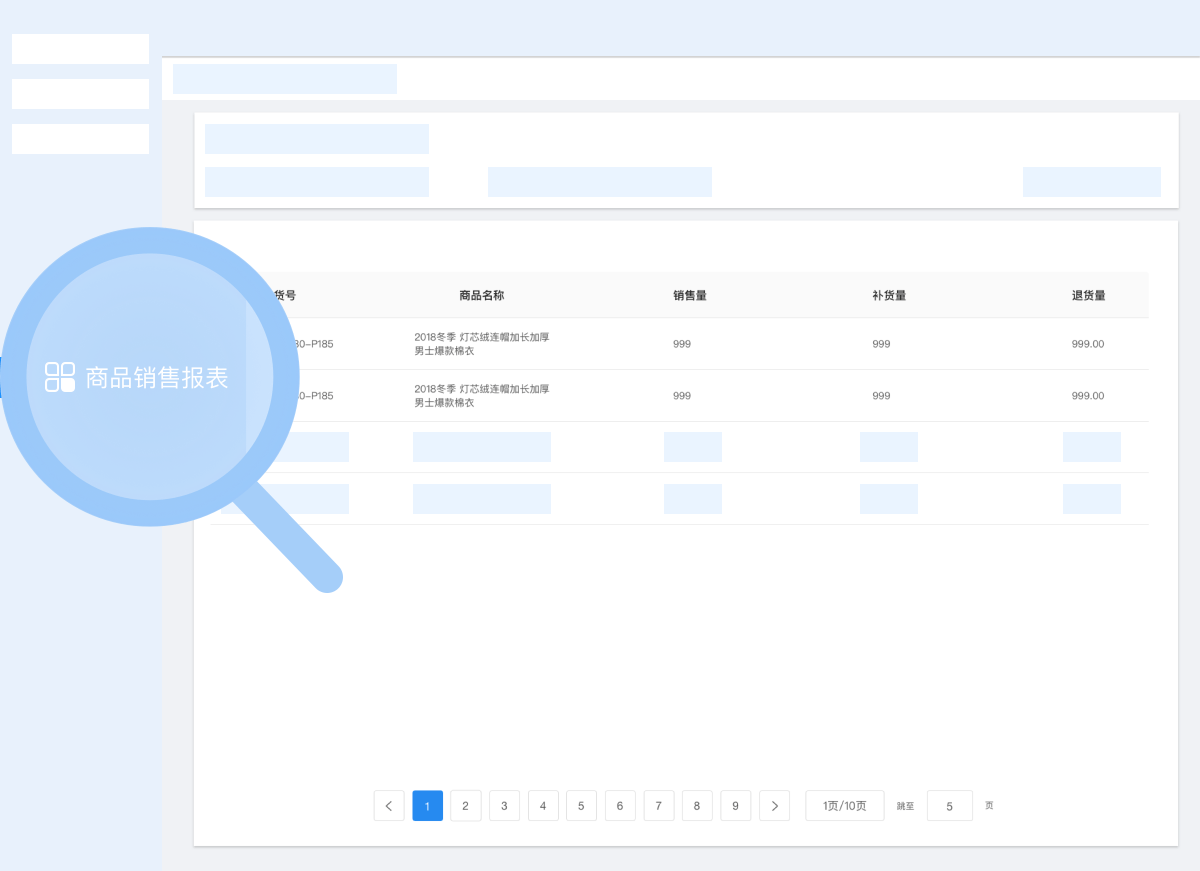 货号 商品名称 销售量 补货量 退货量
2018冬季 灯芯绒连帽加长加厚
30-P185 999 999 999.00
男士爆款棉衣
商品销售报表
2018冬季 灯芯绒连帽加长加厚
0-P185 999 999 999.00
男士爆款棉衣
1 2 3 4 5 6 7 8 9 1页/10页 跳至 5 页